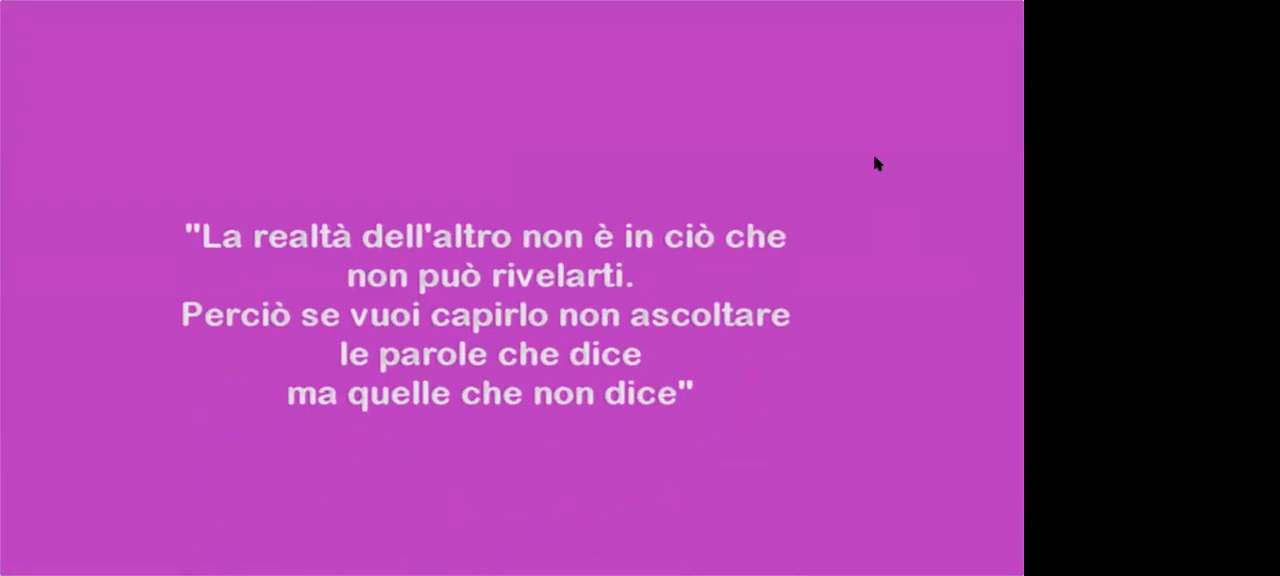 "La realtà dell'altro non è in ciò che
non può rivelarti.
Perciò se vuoi capirlo non ascoltare
le parole che dice
ma quelle che non dice"